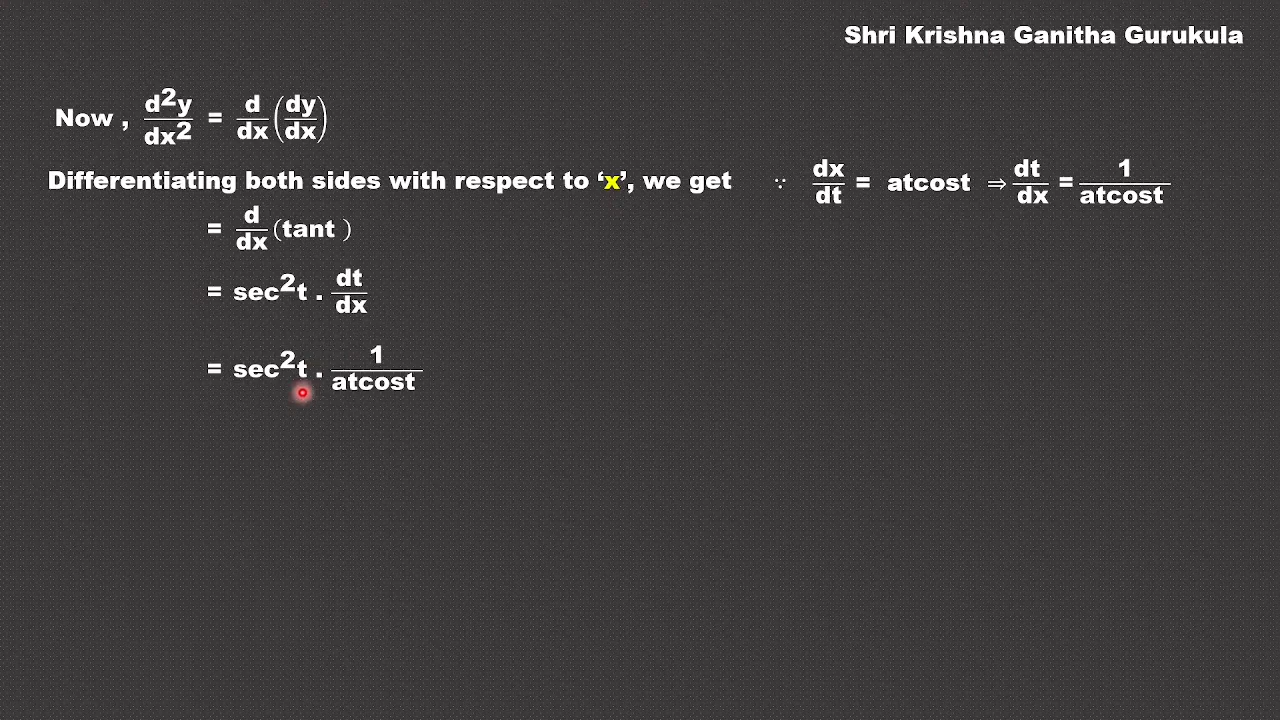 Shri Krishna Ganitha Gurukula
Now , d²y/dx² = d/dx (dy/dx)
Differentiating both sides with respect to ‘x’, we get ∵ dx/dt = atcost ⇒ dt/dx = 1/atcost
= d/dx (tant )
= sec²t . dt/dx
= sec²t . 1/atcost